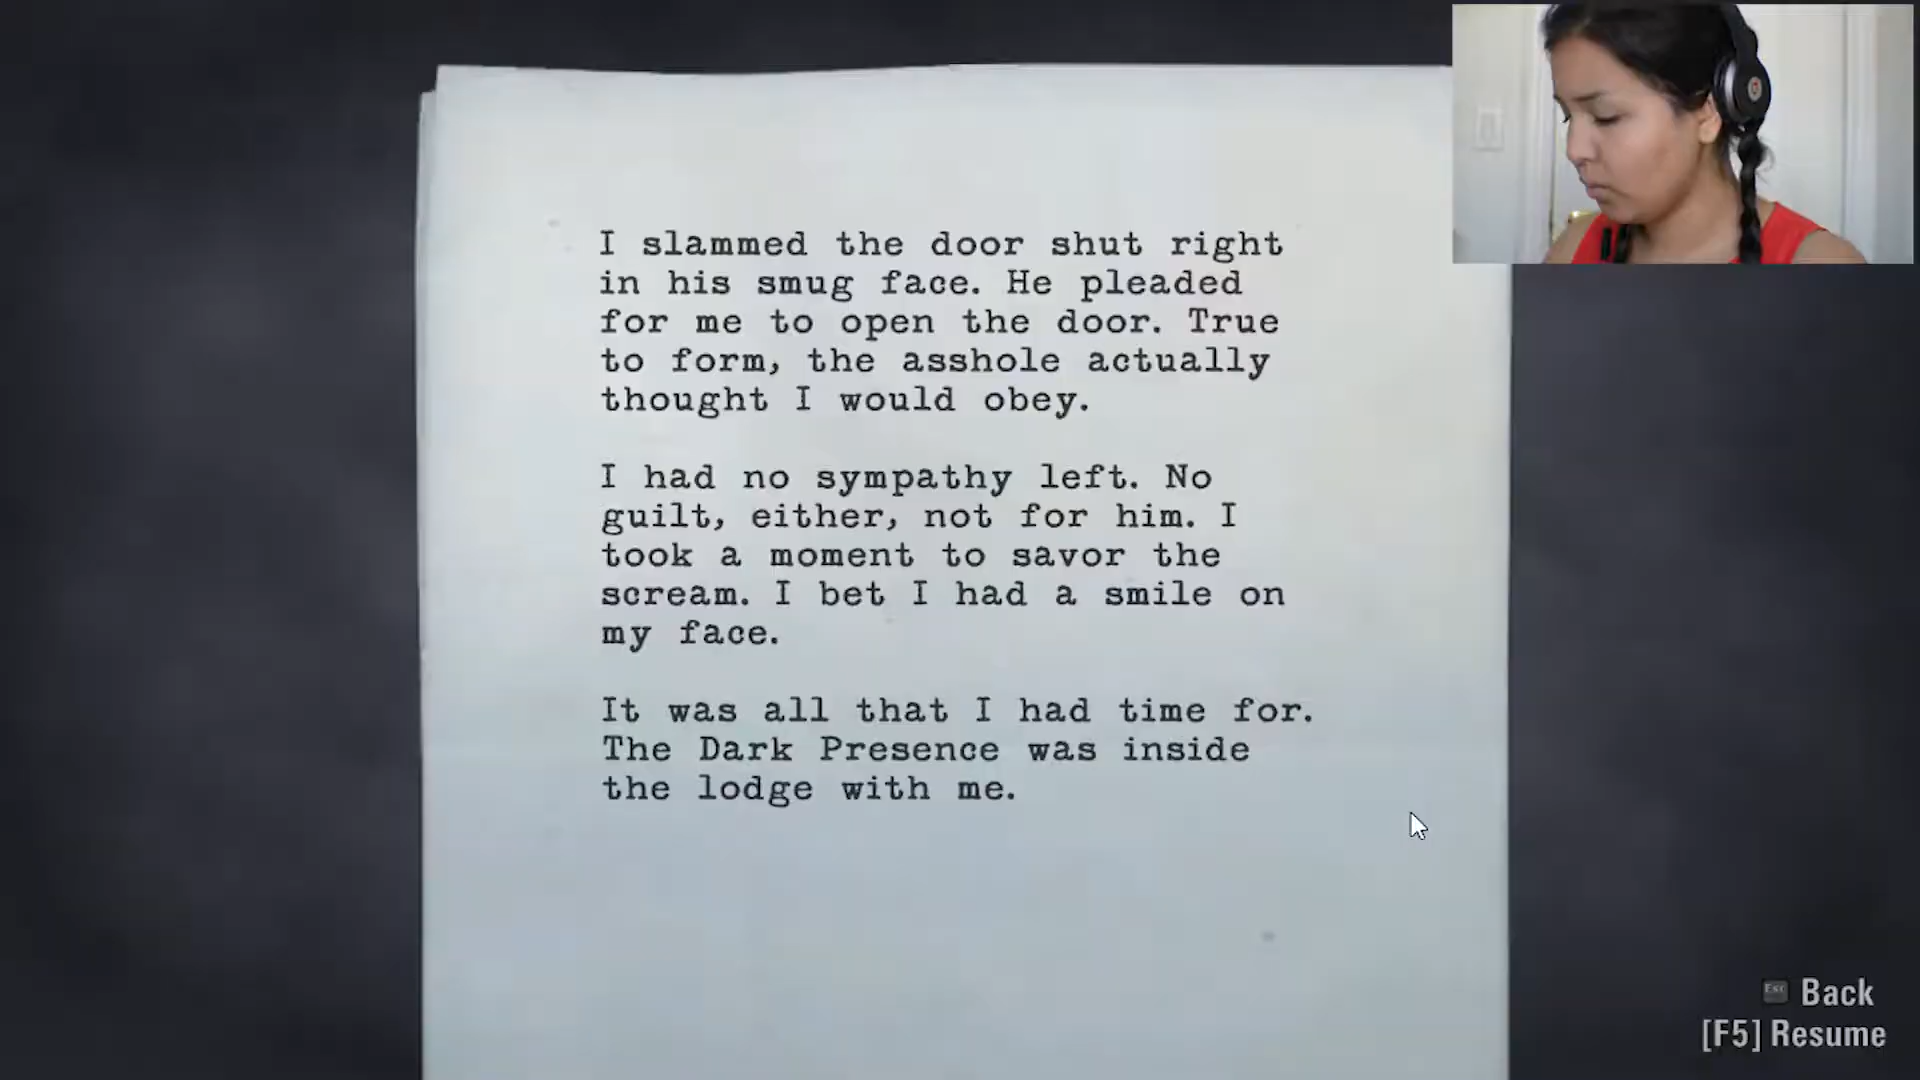 I slammed the door shut right
in his smug face. He pleaded
for me to open the door. True
to form, the asshole actually
thought I would obey.
I had no sympathy left. No
guilt, either, not for him. I
took a moment to savor the
scream. I bet I had a smile on
my face.
It was all that I had time for.
The Dark Presence was inside
the lodge with me.
Esc Back
[F5] Resume